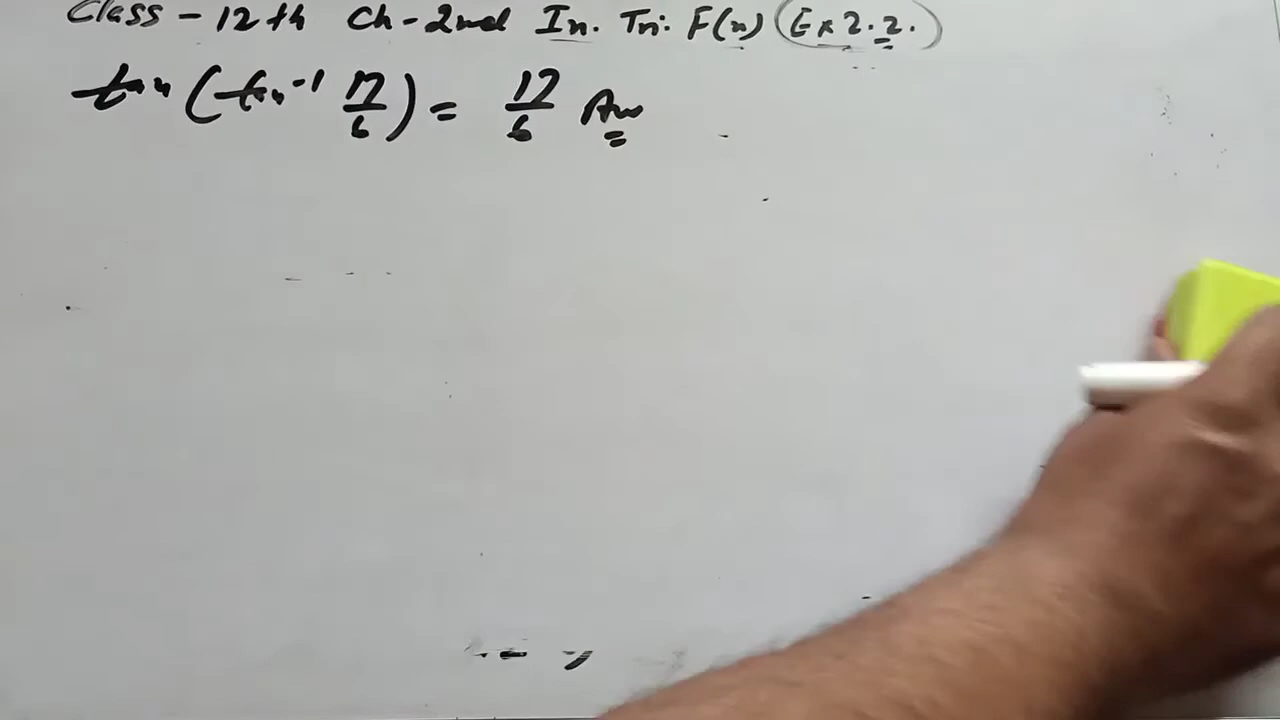 Class - 12th Ch - 2nd In. Tri. F(x) (Ex 2.2.)
tan (tan⁻¹ 17/6) = 17/6 Ans